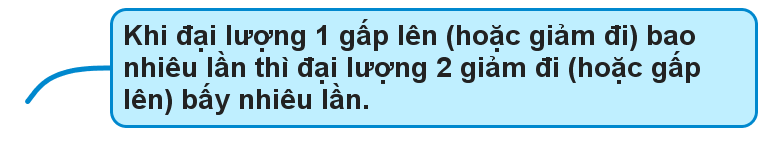 Khi đại lượng 1 gấp lên (hoặc giảm đi) bao
nhiêu lần thì đại lượng 2 giảm đi (hoặc gấp
lên) bấy nhiêu lần.